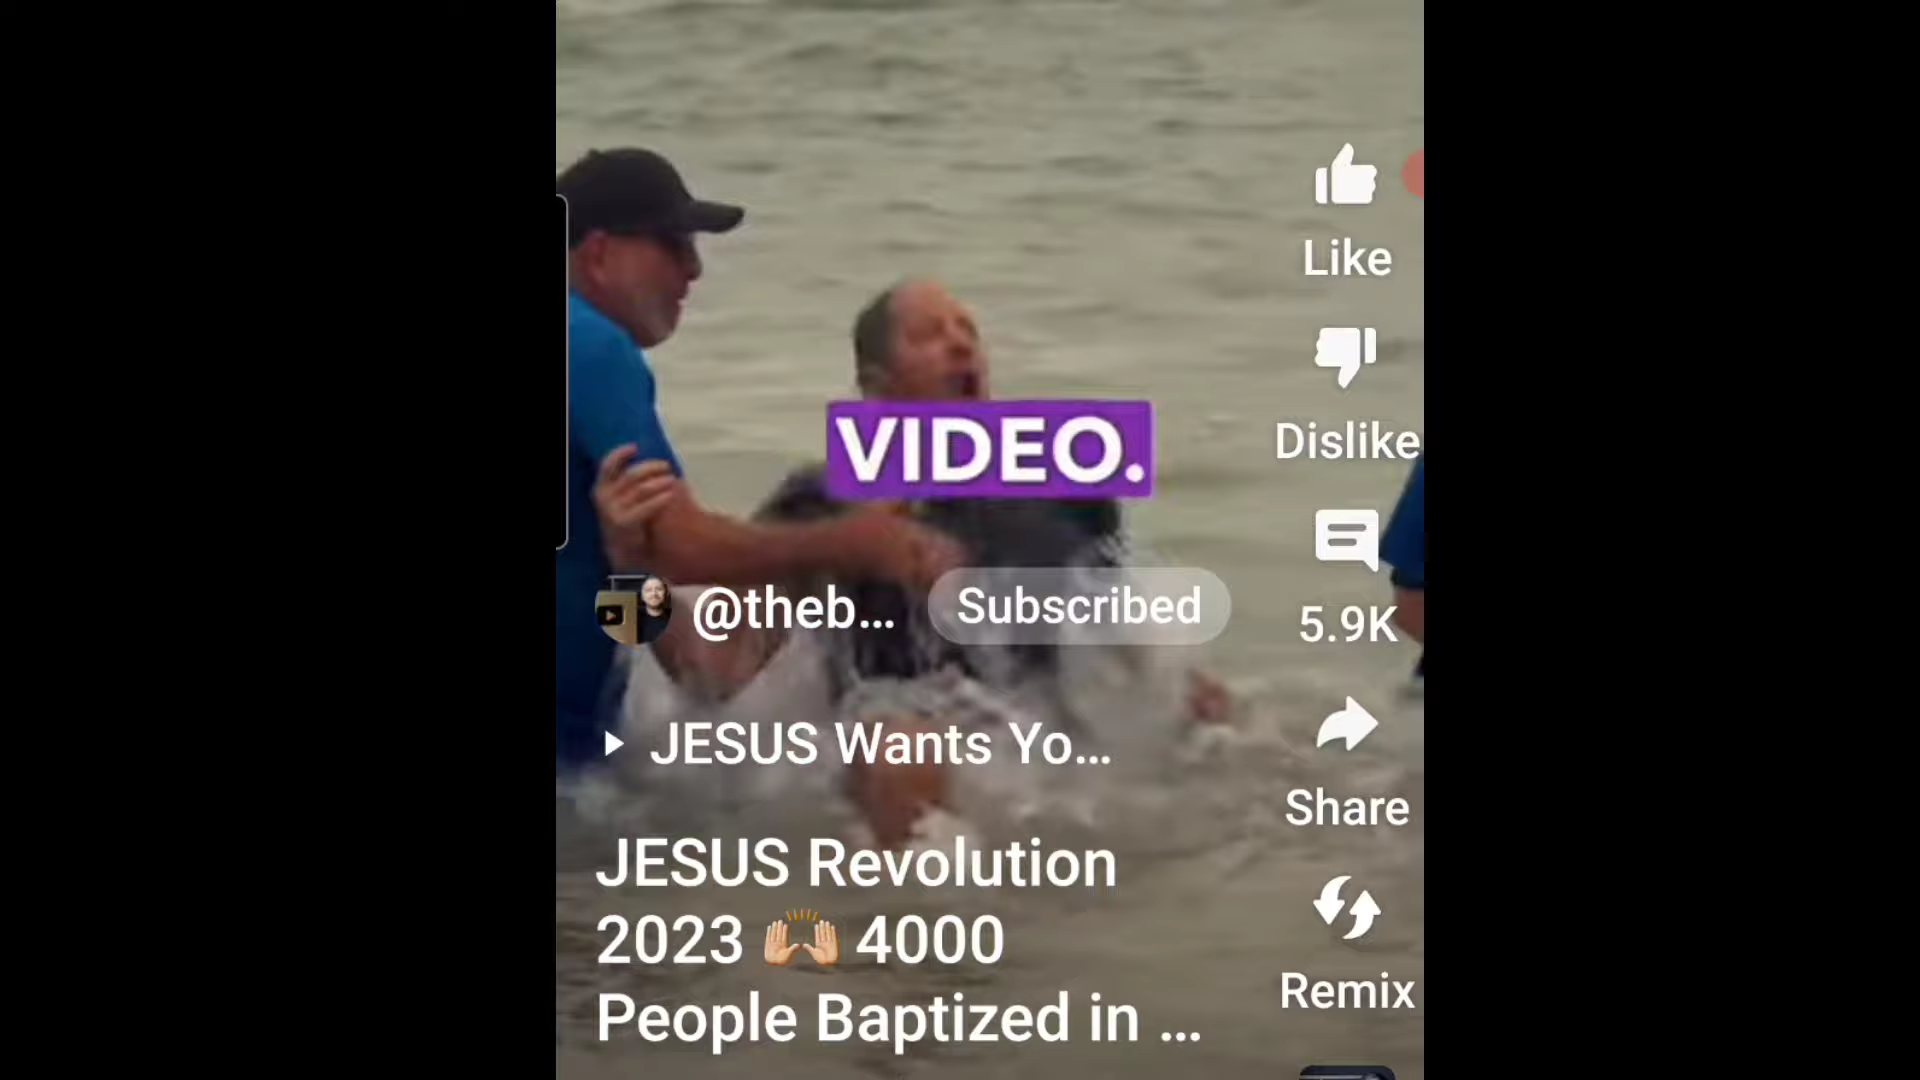 Like
VIDEO.
Dislike
@theb... Subscribed
5.9K
JESUS Wants Yo...
Share
JESUS Revolution
2023 🙌🏼 4000
People Baptized in ...
Remix